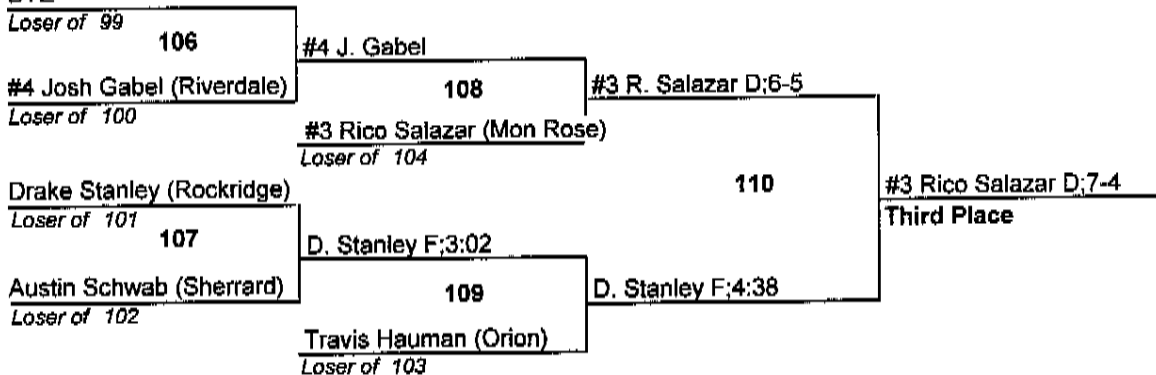 Loser of 99
106
#4 J. Gabel
#4 Josh Gabel (Riverdale)
108
#3 R. Salazar D;6-5
Loser of 100
#3 Rico Salazar (Mon Rose)
Loser of 104
Drake Stanley (Rockridge)
110
#3 Rico Salazar D;7-4
Loser of 101
Third Place
107
D. Stanley F;3:02
Austin Schwab (Sherrard)
109
D. Stanley F;4:38
Loser of 102
Travis Hauman (Orion)
Loser of 103